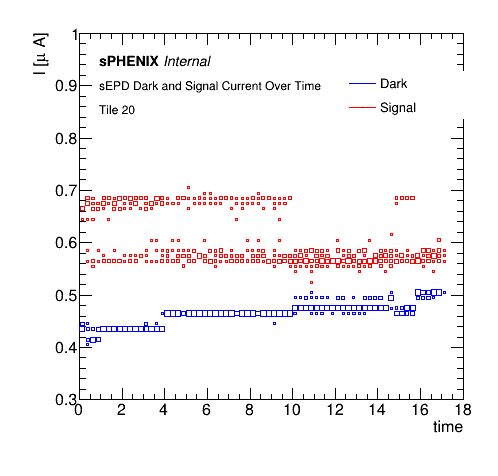 I [μ A]
1
sPHENIX Internal
sEPD Dark and Signal Current Over Time
Tile 20
Dark
Signal
0.9
0.8
0.7
0.6
0.5
0.4
0.3
0 2 4 6 8 10 12 14 16 18
time